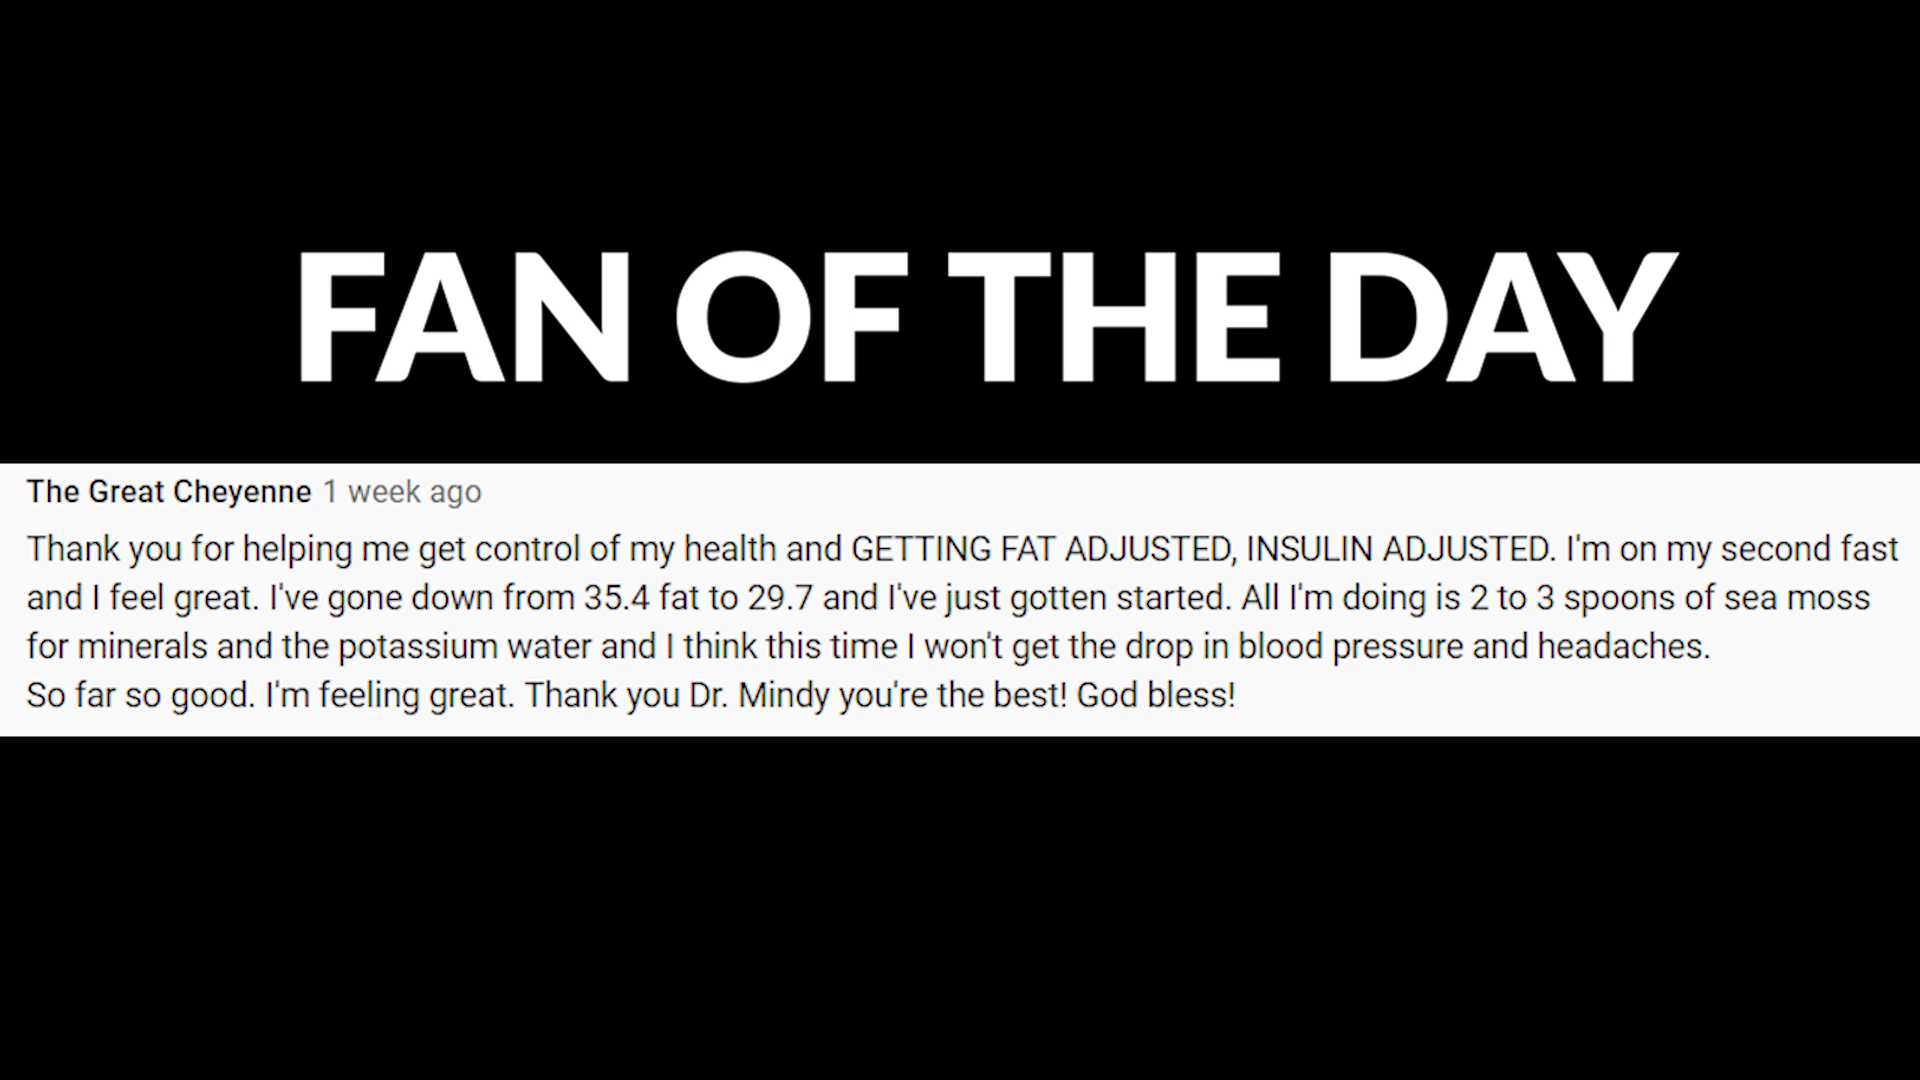 FAN OF THE DAY
The Great Cheyenne 1 week ago
Thank you for helping me get control of my health and GETTING FAT ADJUSTED, INSULIN ADJUSTED. I'm on my second fast
and I feel great. I've gone down from 35.4 fat to 29.7 and I've just gotten started. All I'm doing is 2 to 3 spoons of sea moss
for minerals and the potassium water and I think this time I won't get the drop in blood pressure and headaches.
So far so good. I'm feeling great. Thank you Dr. Mindy you're the best! God bless!